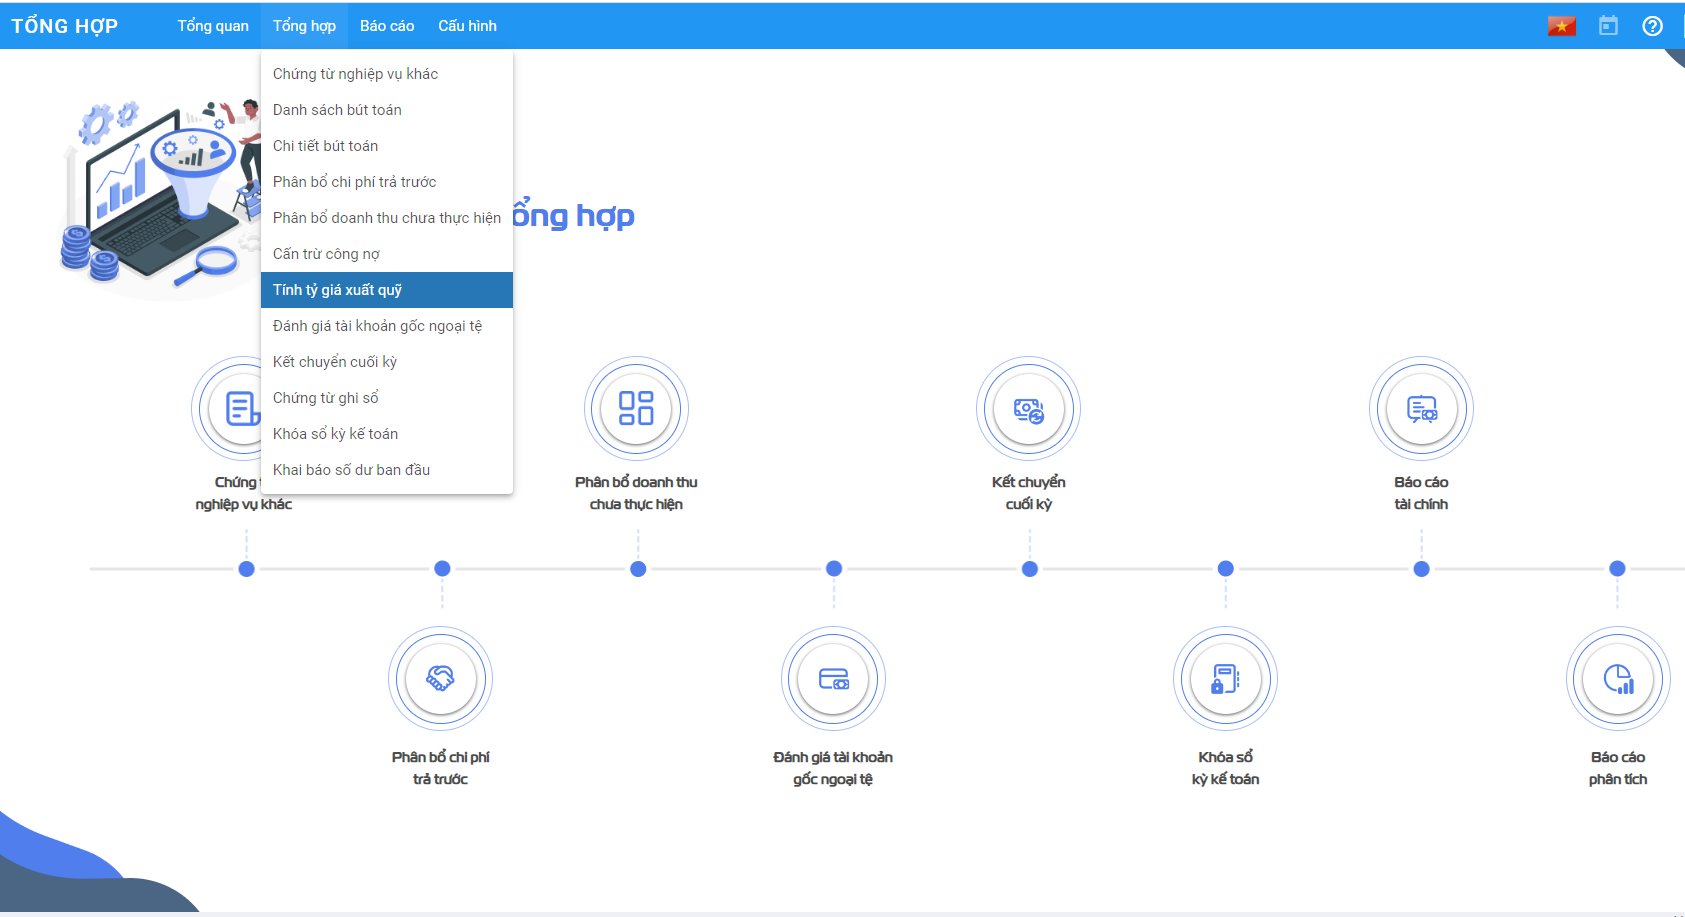 TỔNG HỢP
Tổng quan
Tổng hợp
Báo cáo
Cấu hình
Chứng từ nghiệp vụ khác
Danh sách bút toán
Chi tiết bút toán
Phân bổ chi phí trả trước
Phân bổ doanh thu chưa thực hiện
Cấn trừ công nợ
Tính tỷ giá xuất quỹ
Đánh giá tài khoản gốc ngoại tệ
Kết chuyển cuối kỳ
Chứng từ ghi sổ
Khóa sổ kỳ kế toán
Khai báo số dư ban đầu
ổng hợp
Chứng t
nghiệp vụ khác
Phân bổ doanh thu
chưa thực hiện
Kết chuyển
cuối kỳ
Báo cáo
tài chính
Phân bổ chi phí
trả trước
Đánh giá tài khoản
gốc ngoại tệ
Khóa sổ
kỳ kế toán
Báo cáo
phân tích